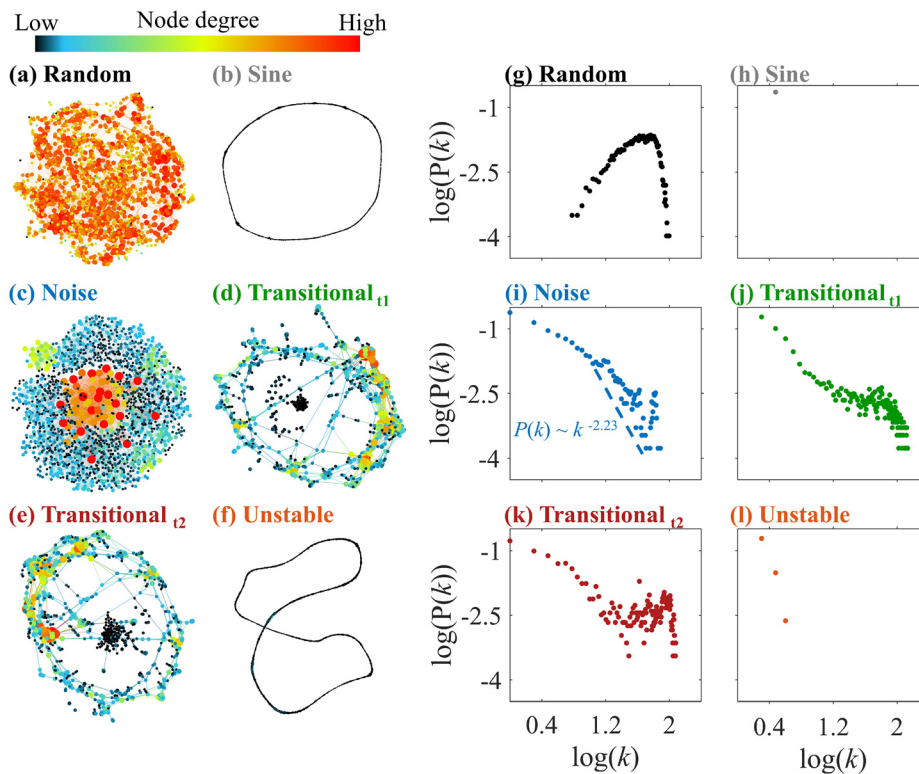 Low Node degree High
(a) Random
(b) Sine
(g) Random
(h) Sine
-1
-2.5
-4
log(P(k))
(c) Noise
(d) Transitional t1
(i) Noise
(j) Transitional t1
-1
-2.5
-4
log(P(k))
P(k) ~ k -2.23
(e) Transitional t2
(f) Unstable
(k) Transitional t2
(l) Unstable
-1
-2.5
-4
log(P(k))
0.4 1.2 2
0.4 1.2 2
log(k)
log(k)